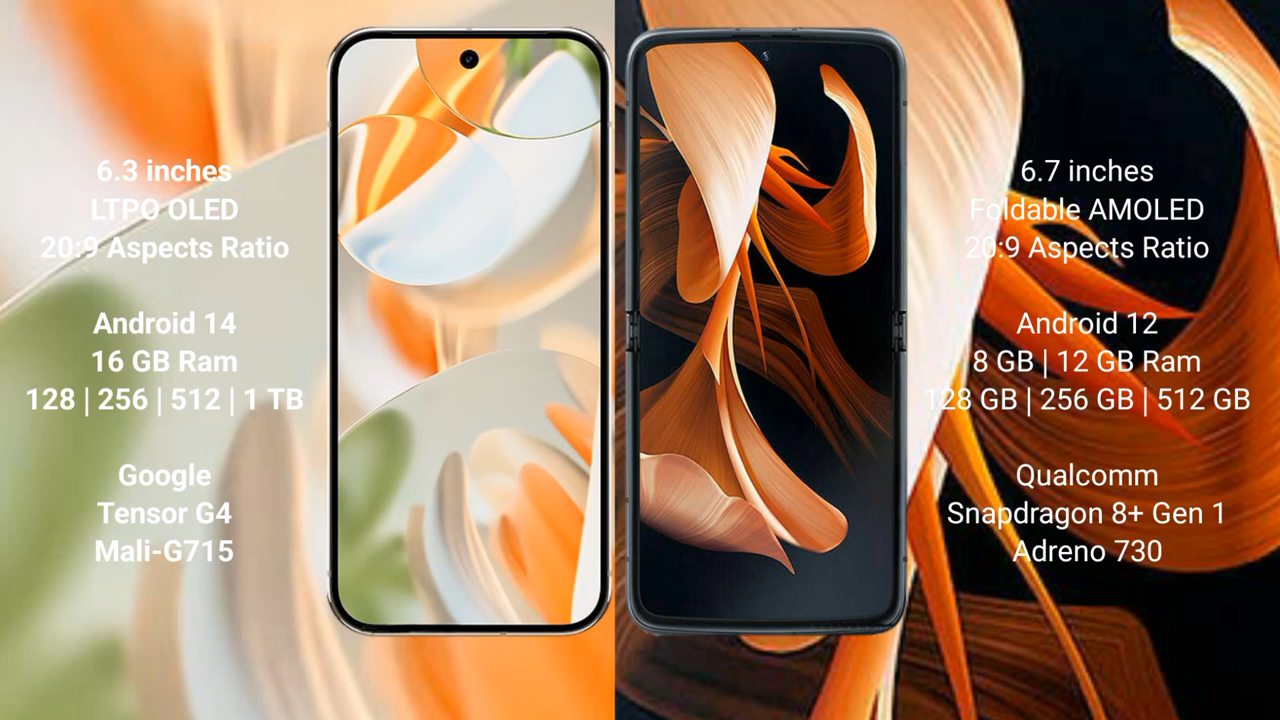 6.3 inches
LTPO OLED
20:9 Aspects Ratio
Android 14
16 GB Ram
128 | 256 | 512 | 1 TB
Google
Tensor G4
Mali-G715
6.7 inches
Foldable AMOLED
20:9 Aspects Ratio
Android 12
8 GB | 12 GB Ram
128 GB | 256 GB | 512 GB
Qualcomm
Snapdragon 8+ Gen 1
Adreno 730